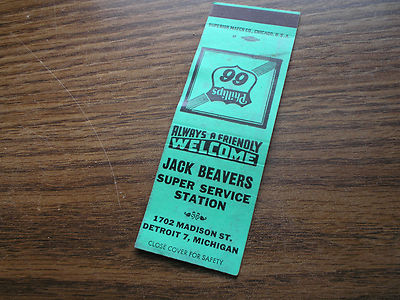 SUPERIOR MATCH CO., CHICAGO, U.S.A.
Phillips
66
ALWAYS A FRIENDLY
WELCOME
JACK BEAVERS
SUPER SERVICE
STATION
1702 MADISON ST.
DETROIT 7, MICHIGAN
CLOSE COVER FOR SAFETY